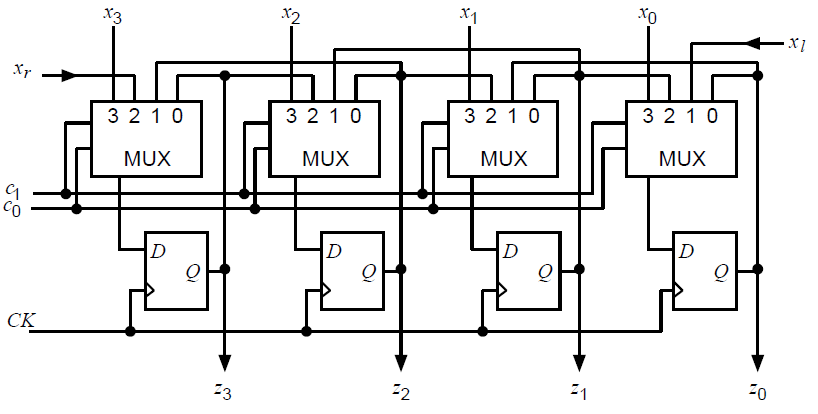 x3 x2 x1 x0
xr xl
3 2 1 0 3 2 1 0 3 2 1 0 3 2 1 0
MUX MUX MUX MUX
c1
c0
D D D D
Q Q Q Q
CK
z3 z2 z1 z0